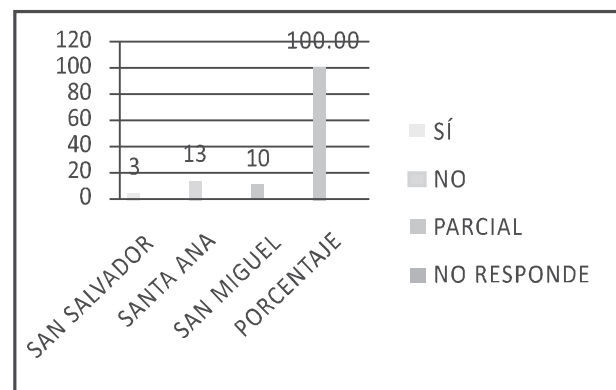 120
100
80
60
40
20
0
3
13
10
100.00
SAN SALVADOR
SANTA ANA
SAN MIGUEL
PORCENTAJE
SÍ
NO
PARCIAL
NO RESPONDE